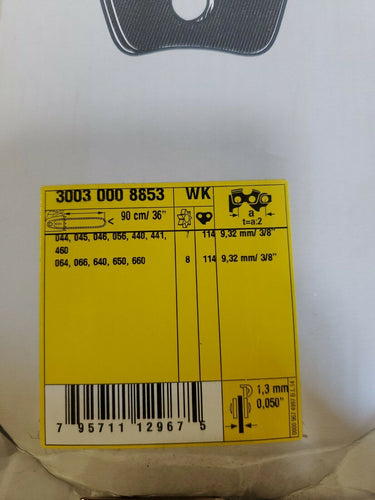 3003 000 8853 WK
< 90 cm/ 36" a
t=a:2
044, 045, 046, 056, 440, 441, 7 114 9,32 mm/ 3/8"
460
064, 066, 640, 650, 660 8 114 9,32 mm/ 3/8"
1,3 mm
0,050"
7 95711 12967 5